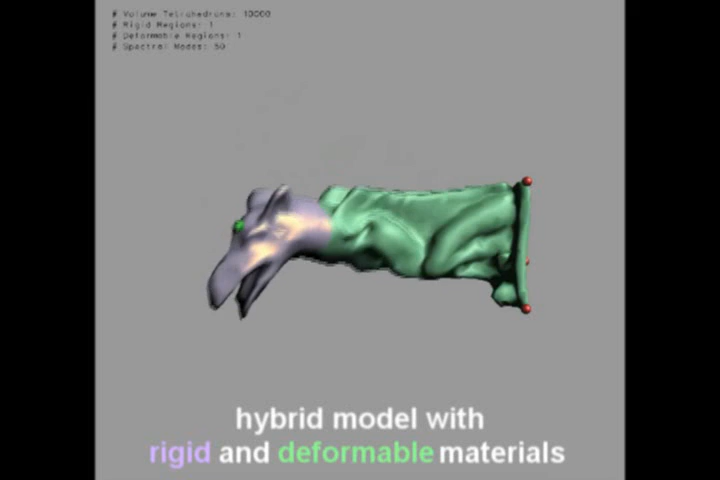 # Volume Tetrahedrons: 10000
# Rigid Regions: 1
# Deformable Regions: 1
# Spectral Modes: 50
hybrid model with
rigid and deformable materials